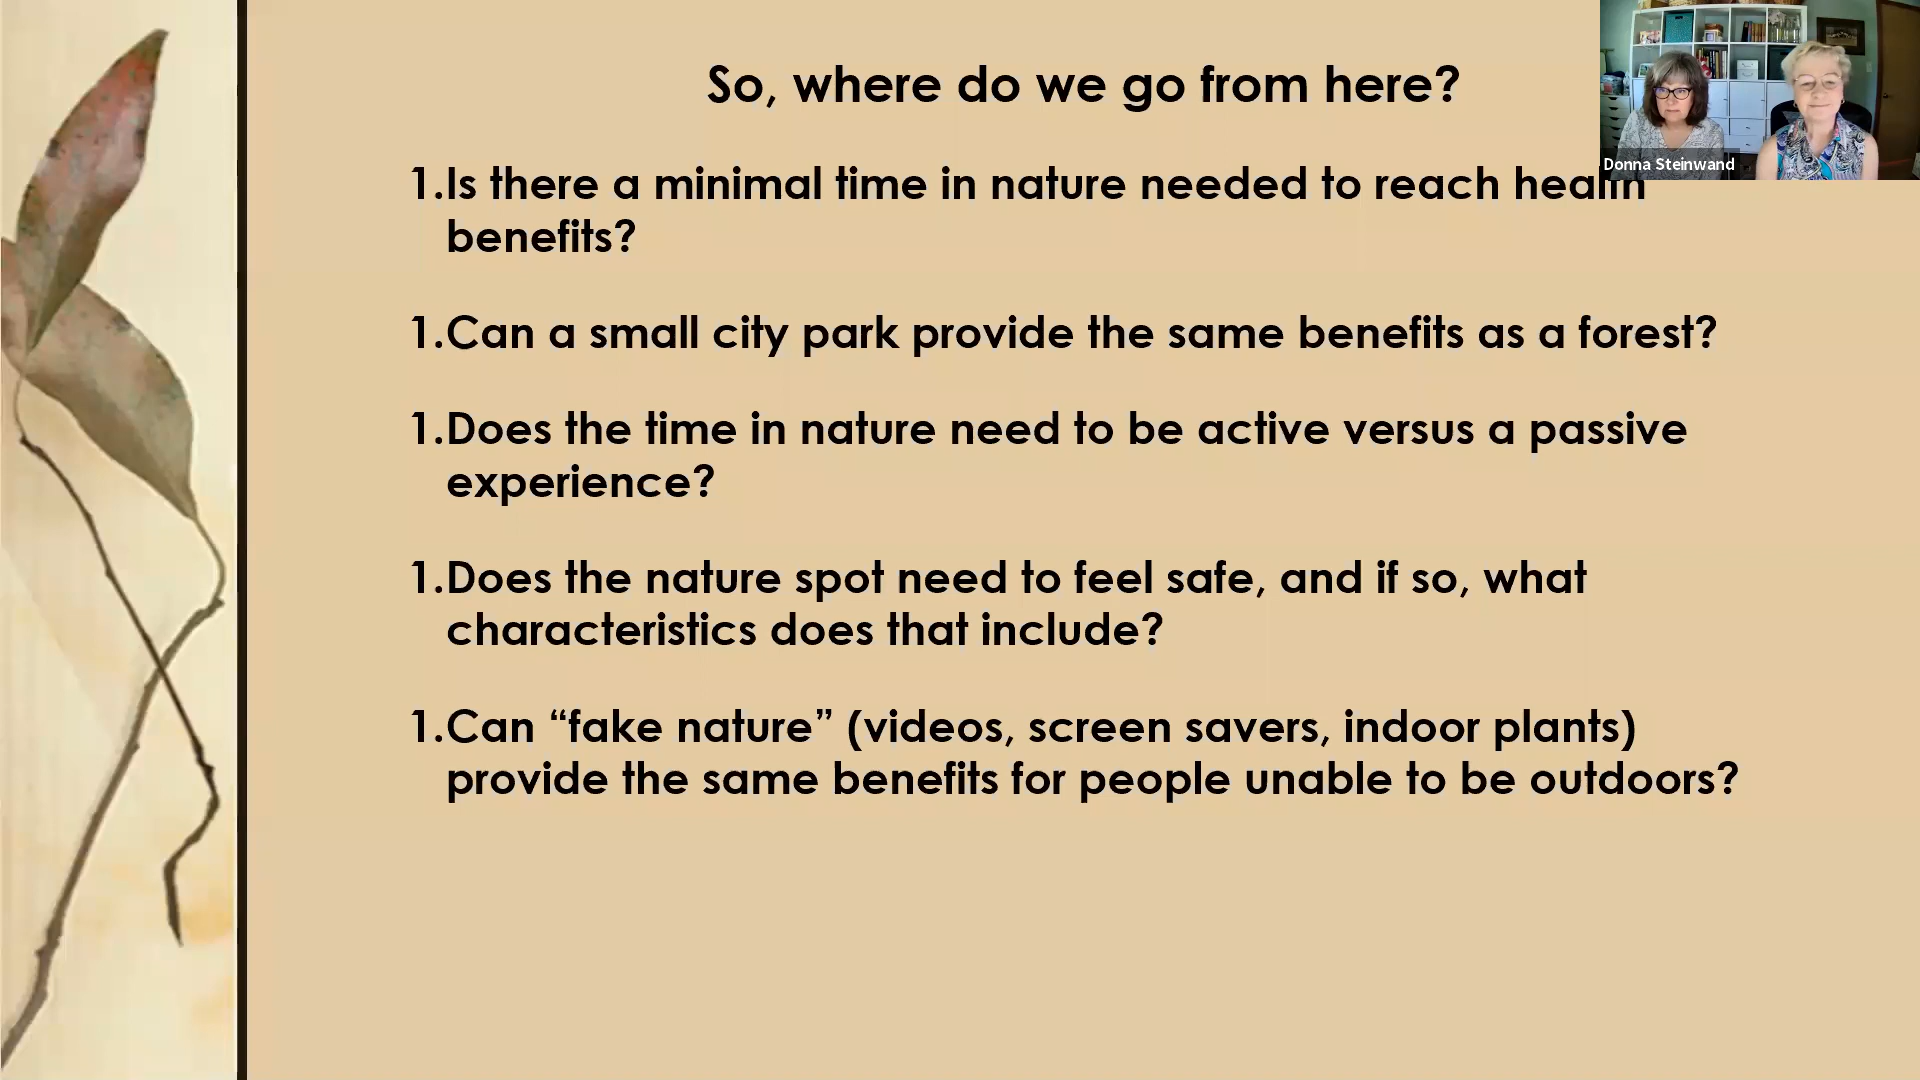 So, where do we go from here?
Donna Steinwand
1.Is there a minimal time in nature needed to reach health
benefits?
1.Can a small city park provide the same benefits as a forest?
1.Does the time in nature need to be active versus a passive
experience?
1.Does the nature spot need to feel safe, and if so, what
characteristics does that include?
1.Can “fake nature” (videos, screen savers, indoor plants)
provide the same benefits for people unable to be outdoors?